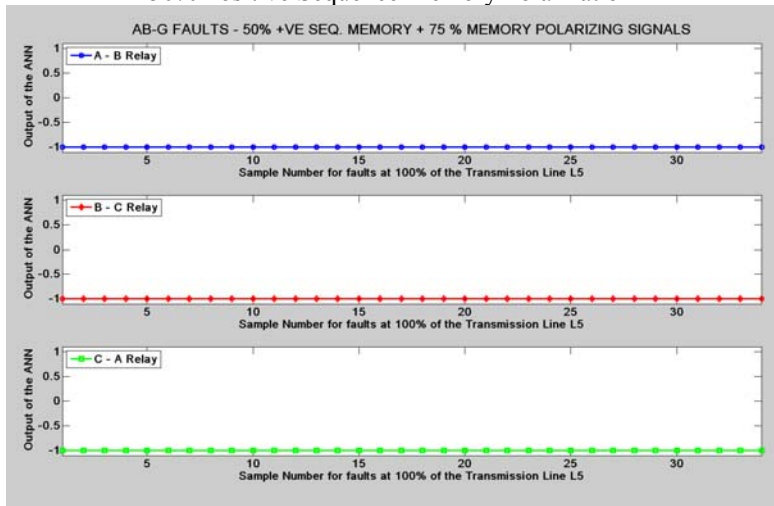 AB-G FAULTS - 50% +VE SEQ. MEMORY + 75 % MEMORY POLARIZING SIGNALS
Output of the ANN
1
0.5
0
-0.5
-1
A - B Relay
5 10 15 20 25 30
Sample Number for faults at 100% of the Transmission Line L5
Output of the ANN
1
0.5
0
-0.5
-1
B - C Relay
5 10 15 20 25 30
Sample Number for faults at 100% of the Transmission Line L5
Output of the ANN
1
0.5
0
-0.5
-1
C - A Relay
5 10 15 20 25 30
Sample Number for faults at 100% of the Transmission Line L5